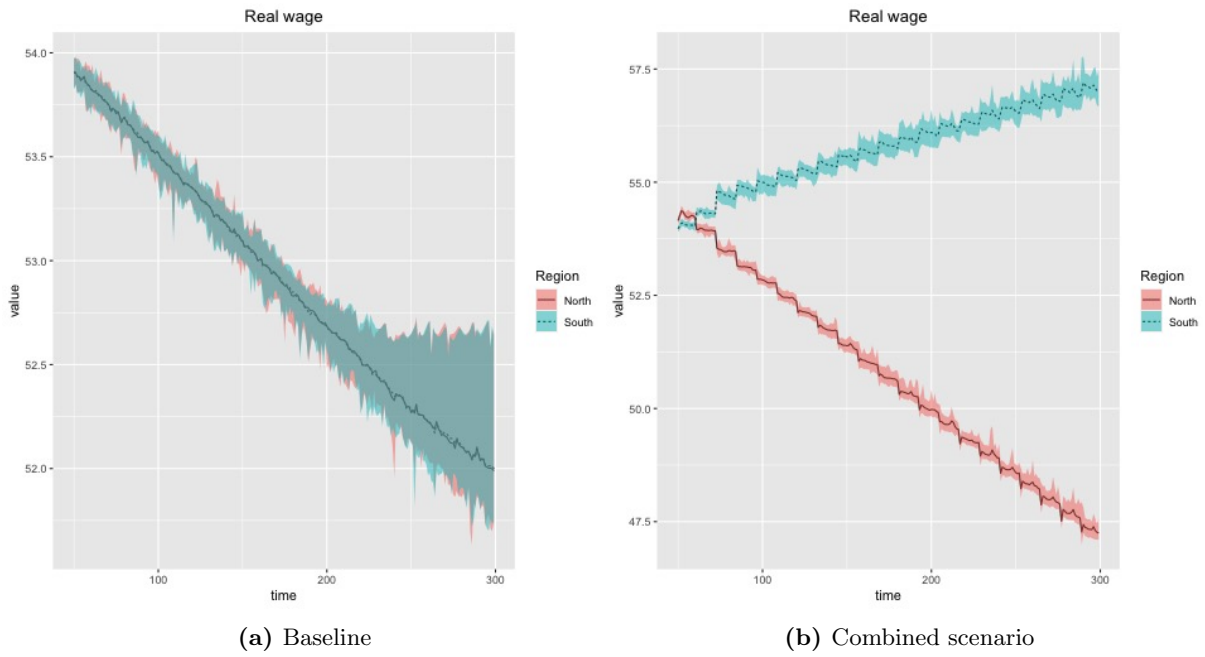 Real wage
54.0
53.5
53.0
52.5
52.0
value
100
200
300
time
Region
North
South
(a) Baseline
Real wage
57.5
55.0
52.5
50.0
47.5
value
100
200
300
time
Region
North
South
(b) Combined scenario